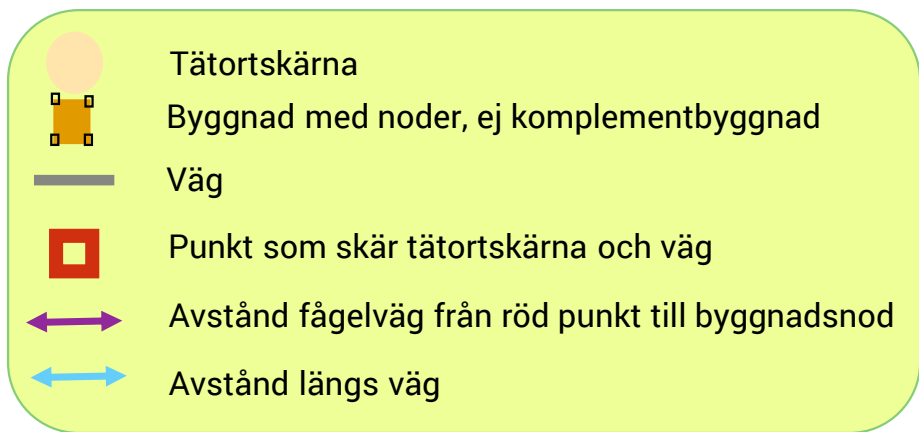 Tätortskärna
Byggnad med noder, ej komplementbyggnad
Väg
Punkt som skär tätortskärna och väg
Avstånd fågelväg från röd punkt till byggnadsnod
Avstånd längs väg